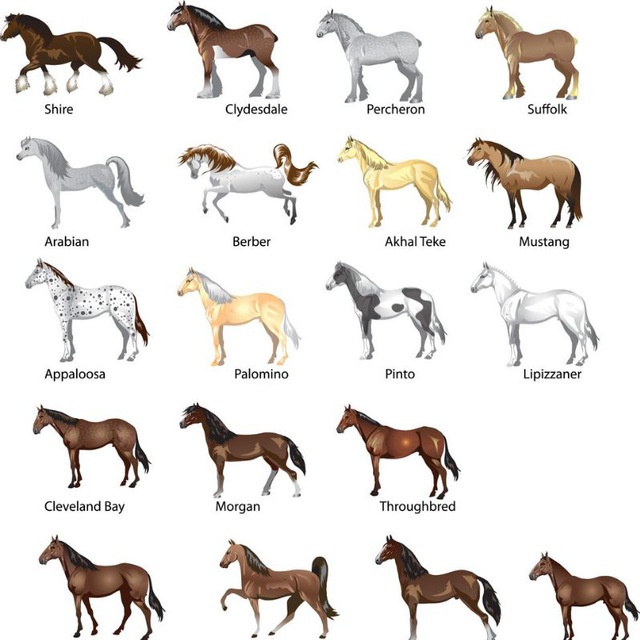 Shire Clydesdale Percheron Suffolk
Arabian Berber Akhal Teke Mustang
Appaloosa Palomino Pinto Lipizzaner
Cleveland Bay Morgan Throughbred